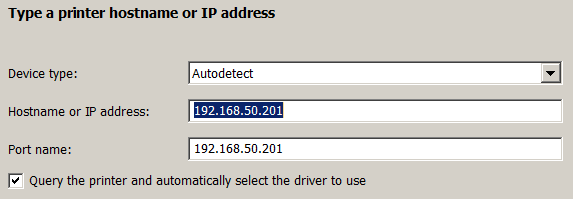 Type a printer hostname or IP address
Device type: Autodetect
Hostname or IP address: 192.168.50.201
Port name: 192.168.50.201
Query the printer and automatically select the driver to use